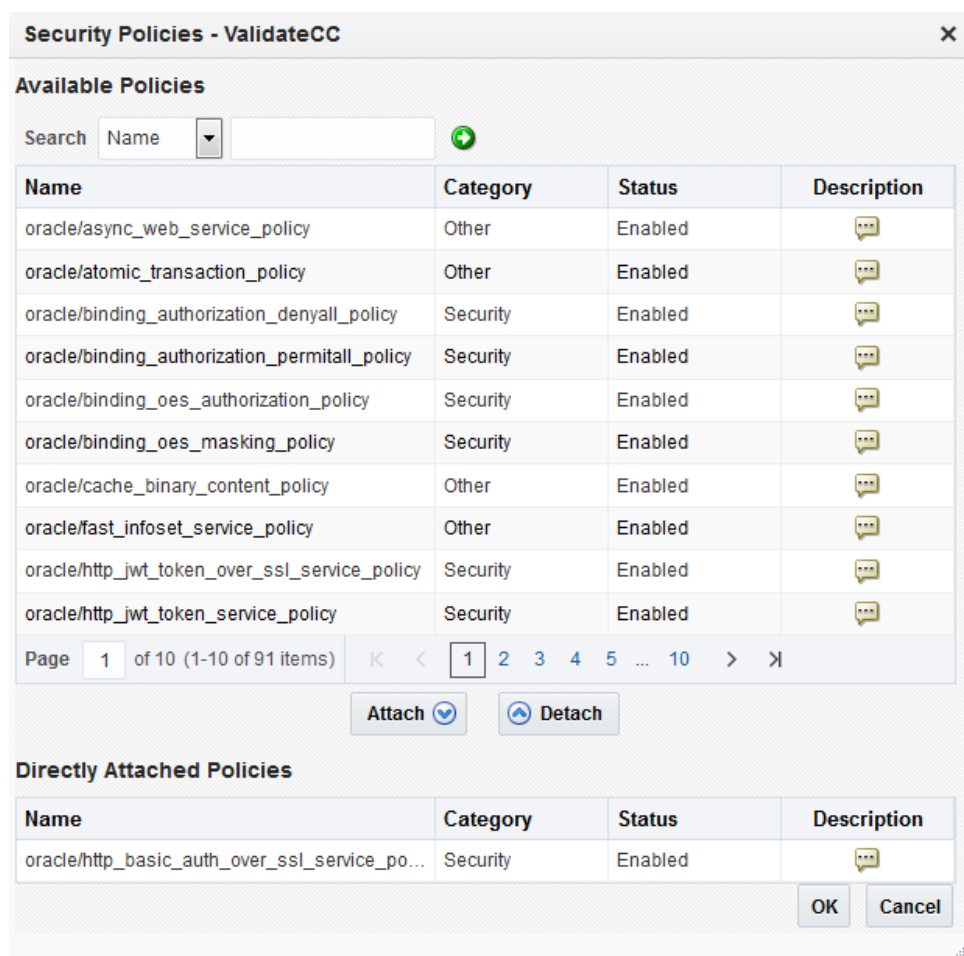 Security Policies - ValidateCC
Available Policies
Search Name
Name Category Status Description
oracle/async_web_service_policy Other Enabled
oracle/atomic_transaction_policy Other Enabled
oracle/binding_authorization_denyall_policy Security Enabled
oracle/binding_authorization_permitall_policy Security Enabled
oracle/binding_oes_authorization_policy Security Enabled
oracle/binding_oes_masking_policy Security Enabled
oracle/cache_binary_content_policy Other Enabled
oracle/fast_infoset_service_policy Other Enabled
oracle/http_jwt_token_over_ssl_service_policy Security Enabled
oracle/http_jwt_token_service_policy Security Enabled
Page 1 of 10 (1-10 of 91 items) 1 2 3 4 5 ... 10
Attach Detach
Directly Attached Policies
Name Category Status Description
oracle/http_basic_auth_over_ssl_service_po... Security Enabled
OK Cancel